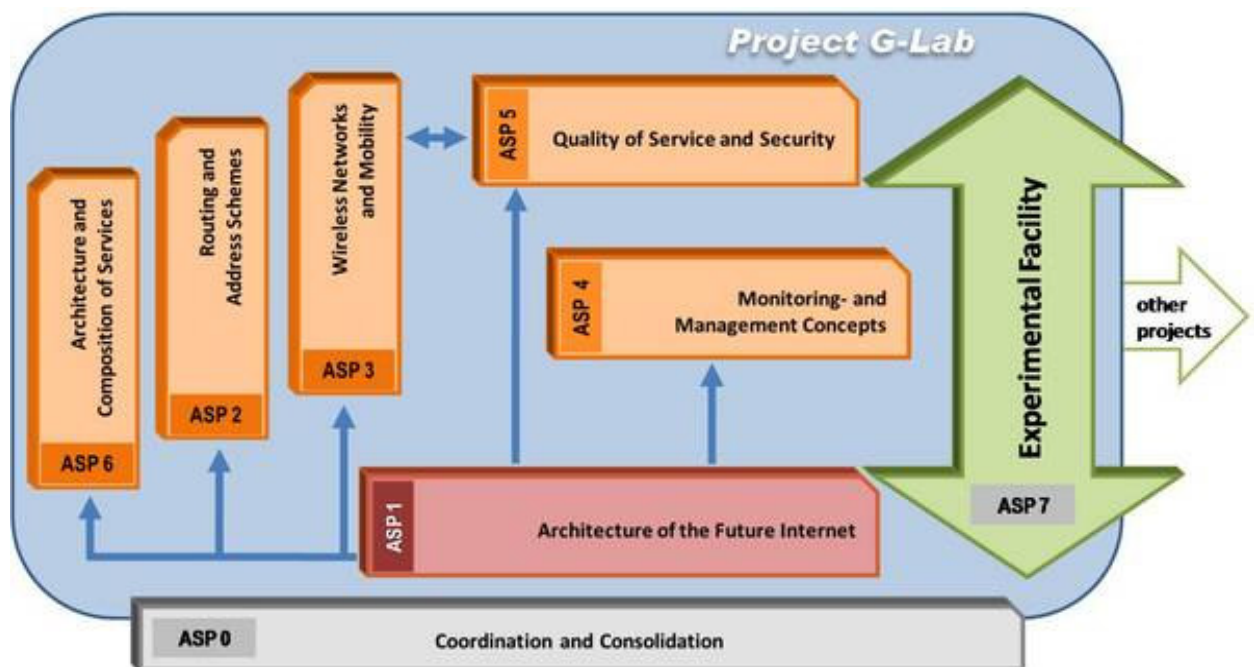 Project G-Lab
Architecture and
Composition of Services
ASP 6
Routing and
Address Schemes
ASP 2
Wireless Networks
and Mobility
ASP 3
ASP 5
Quality of Service and Security
ASP 4
Monitoring- and
Management Concepts
ASP1
Architecture of the Future Internet
Experimental Facility
ASP 7
other
projects
ASP 0
Coordination and Consolidation